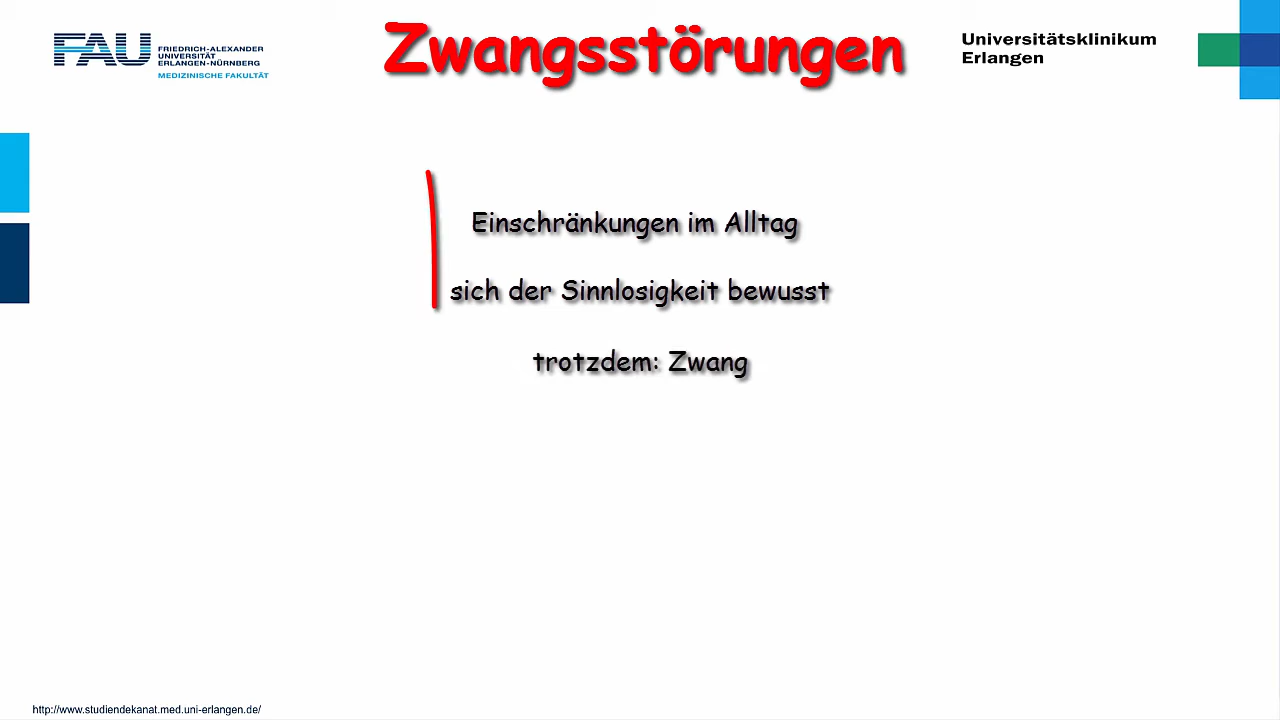 FAU
FRIEDRICH-ALEXANDER
UNIVERSITÄT
ERLANGEN-NÜRNBERG
MEDIZINISCHE FAKULTÄT
Zwangsstörungen
Universitätsklinikum
Erlangen
Einschränkungen im Alltag
sich der Sinnlosigkeit bewusst
trotzdem: Zwang
http://www.studiendekanat.med.uni-erlangen.de/